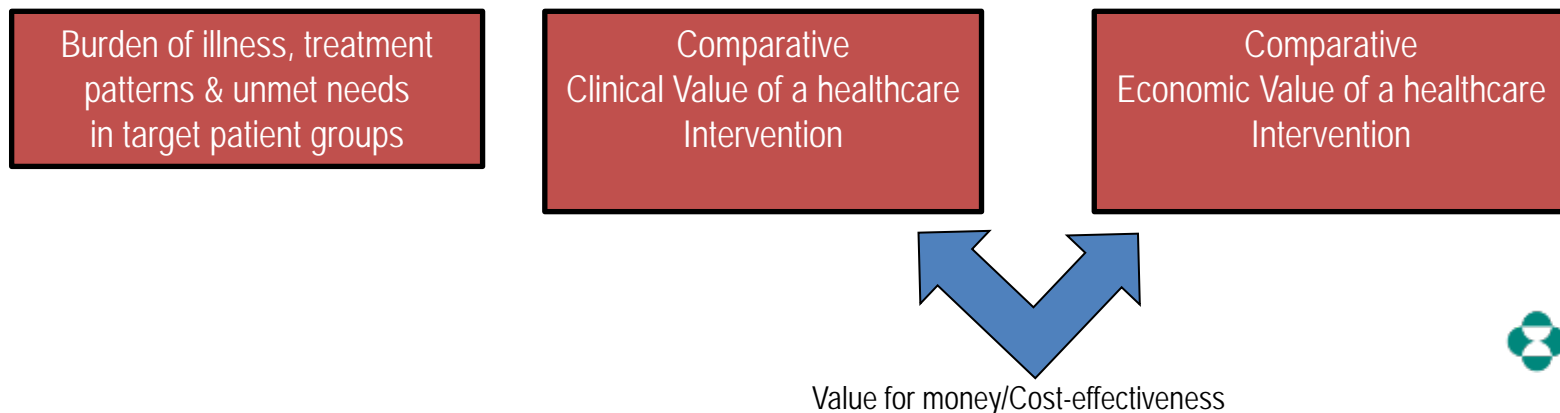 Burden of illness, treatment
patterns & unmet needs
in target patient groups
Comparative
Clinical Value of a healthcare
Intervention
Comparative
Economic Value of a healthcare
Intervention
Value for money/Cost-effectiveness